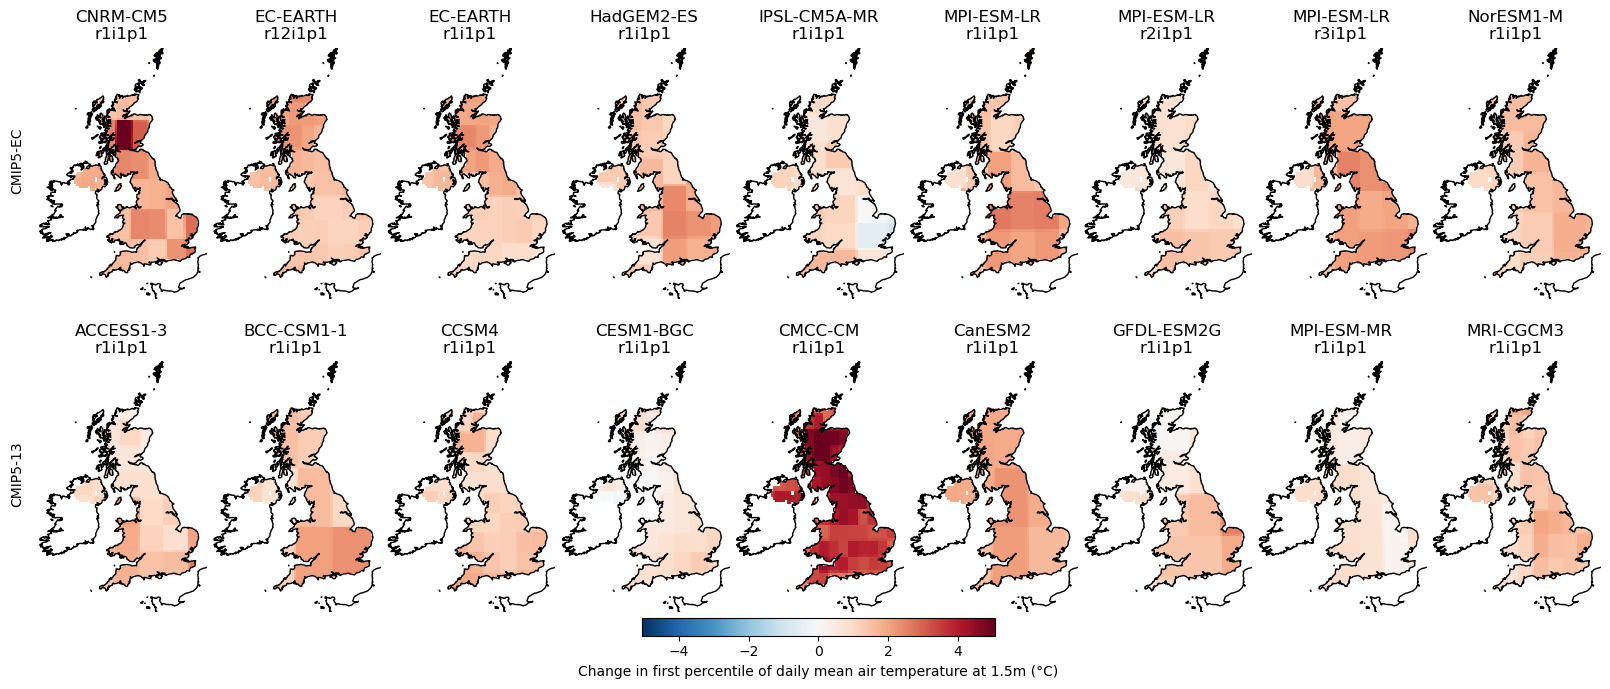 CNRM-CM5 EC-EARTH EC-EARTH HadGEM2-ES IPSL-CM5A-MR MPI-ESM-LR MPI-ESM-LR MPI-ESM-LR NorESM1-M
r1i1p1 r12i1p1 r1i1p1 r1i1p1 r1i1p1 r1i1p1 r2i1p1 r3i1p1 r1i1p1
CMIP5-EC
ACCESS1-3 BCC-CSM1-1 CCSM4 CESM1-BGC CMCC-CM CanESM2 GFDL-ESM2G MPI-ESM-MR MRI-CGCM3
r1i1p1 r1i1p1 r1i1p1 r1i1p1 r1i1p1 r1i1p1 r1i1p1 r1i1p1 r1i1p1
CMIP5-13
−4 −2 0 2 4
Change in first percentile of daily mean air temperature at 1.5m (°C)